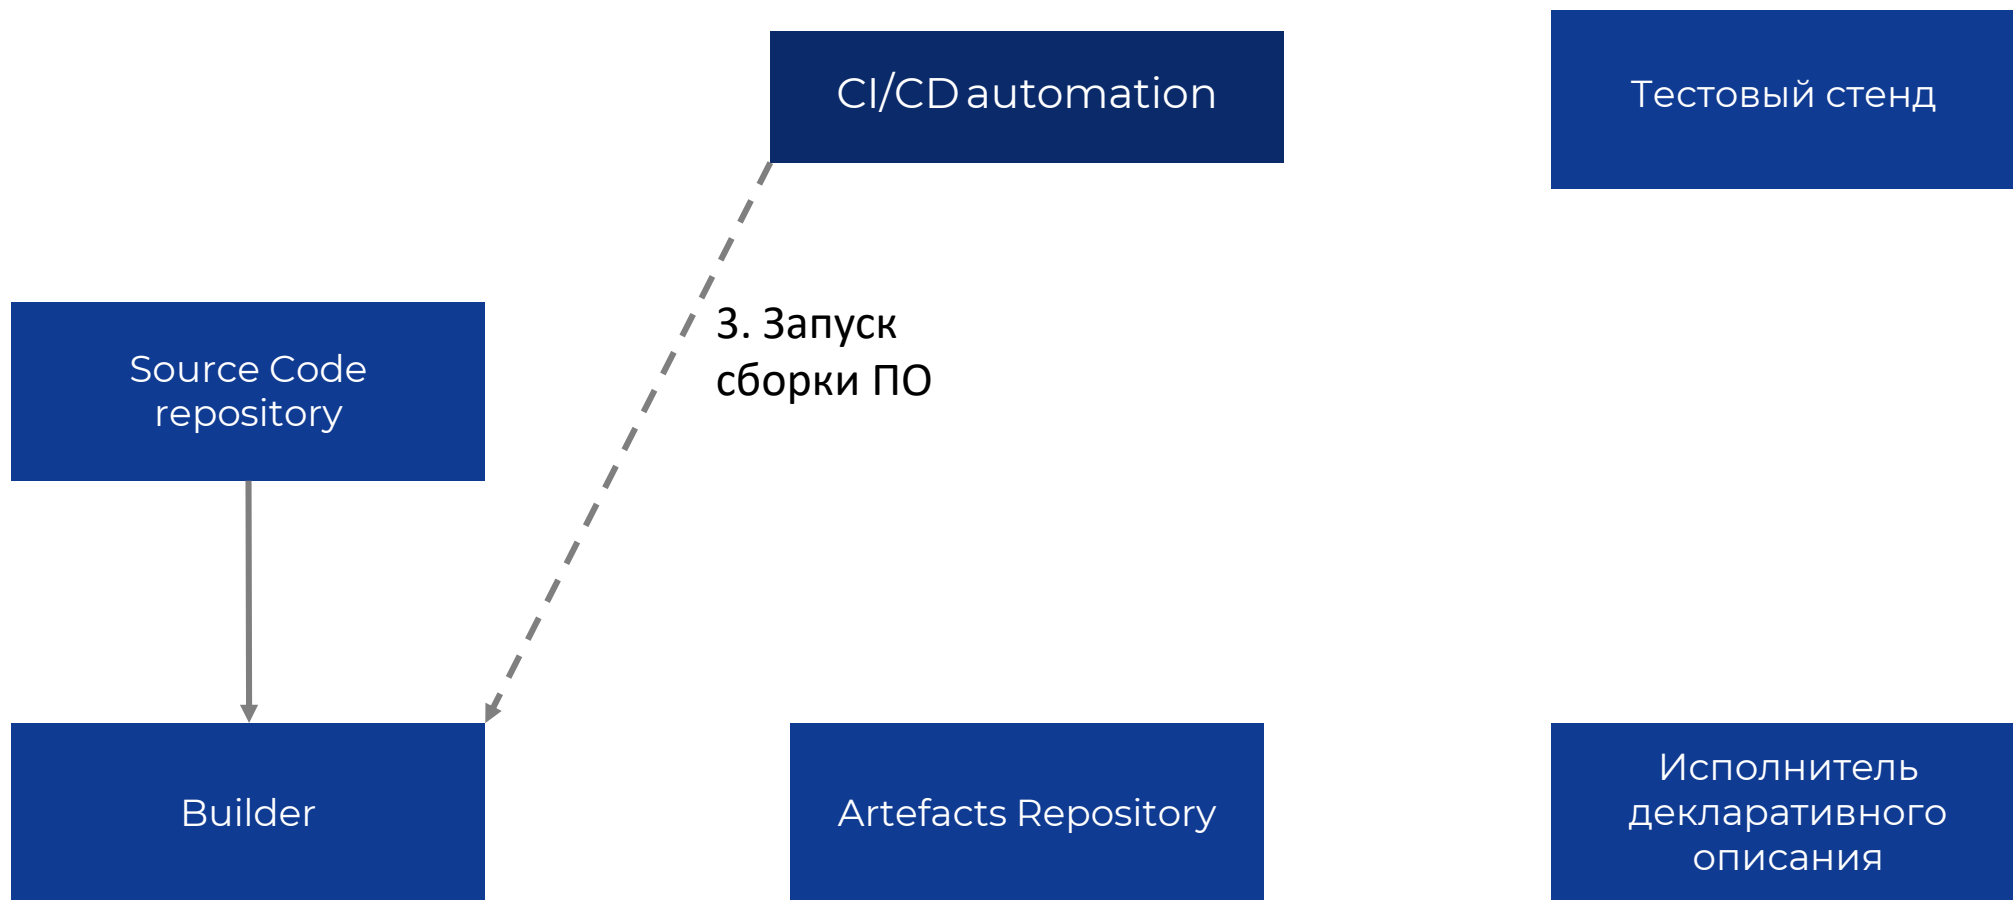 CI/CD automation
Тестовый стенд
3. Запуск
сборки ПО
Source Code
repository
Builder
Artefacts Repository
Исполнитель
декларативного
описания